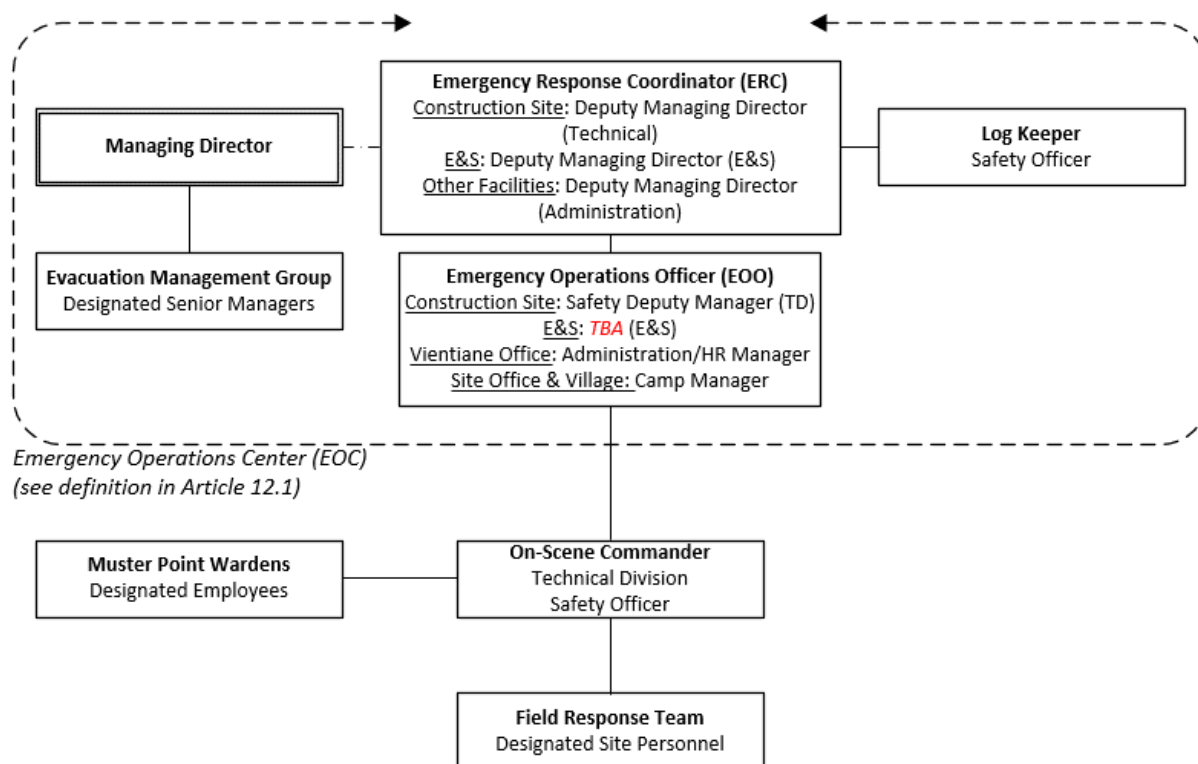 Emergency Response Coordinator (ERC)
Construction Site: Deputy Managing Director
(Technical)
E&S: Deputy Managing Director (E&S)
Other Facilities: Deputy Managing Director
(Administration)
Managing Director
Log Keeper
Safety Officer
Evacuation Management Group
Designated Senior Managers
Emergency Operations Officer (EOO)
Construction Site: Safety Deputy Manager (TD)
E&S: TBA (E&S)
Vientiane Office: Administration/HR Manager
Site Office & Village: Camp Manager
Emergency Operations Center (EOC)
(see definition in Article 12.1)
Muster Point Wardens
Designated Employees
On-Scene Commander
Technical Division
Safety Officer
Field Response Team
Designated Site Personnel